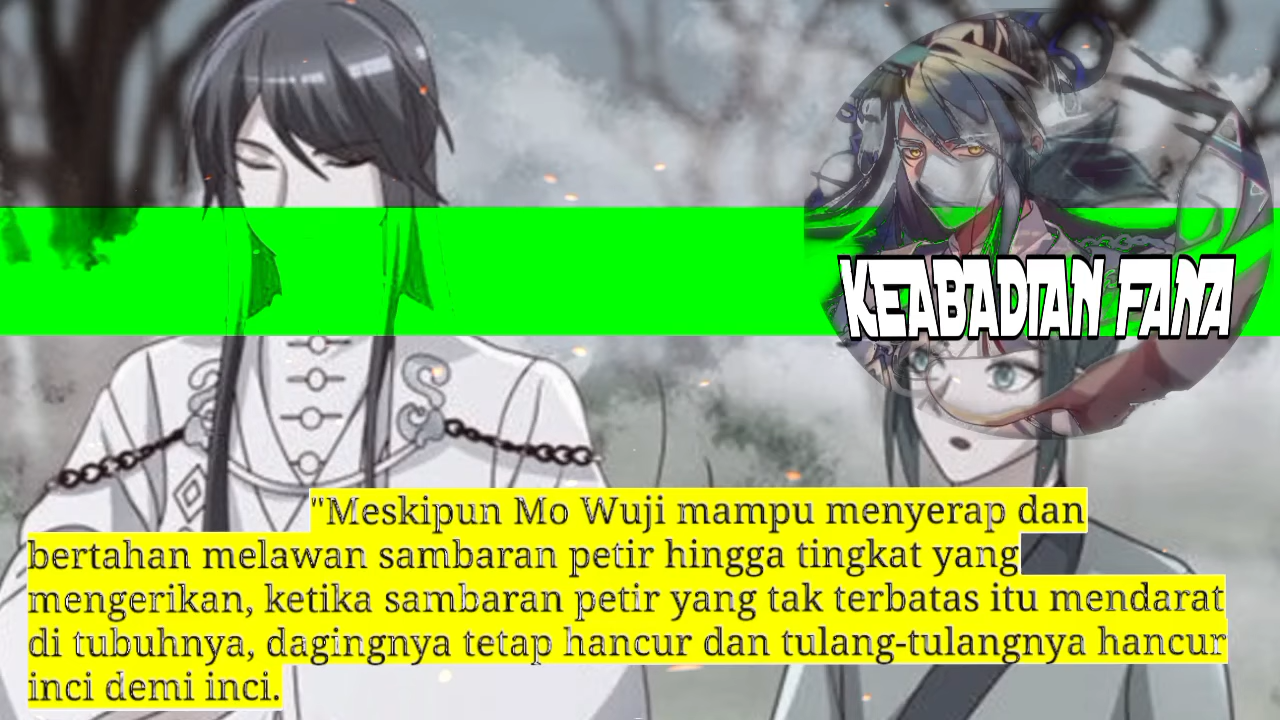 KEABADIAN FANA
"Meskipun Mo Wuji mampu menyerap dan
bertahan melawan sambaran petir hingga tingkat yang
mengerikan, ketika sambaran petir yang tak terbatas itu mendarat
di tubuhnya, dagingnya tetap hancur dan tulang-tulangnya hancur
inci demi inci.